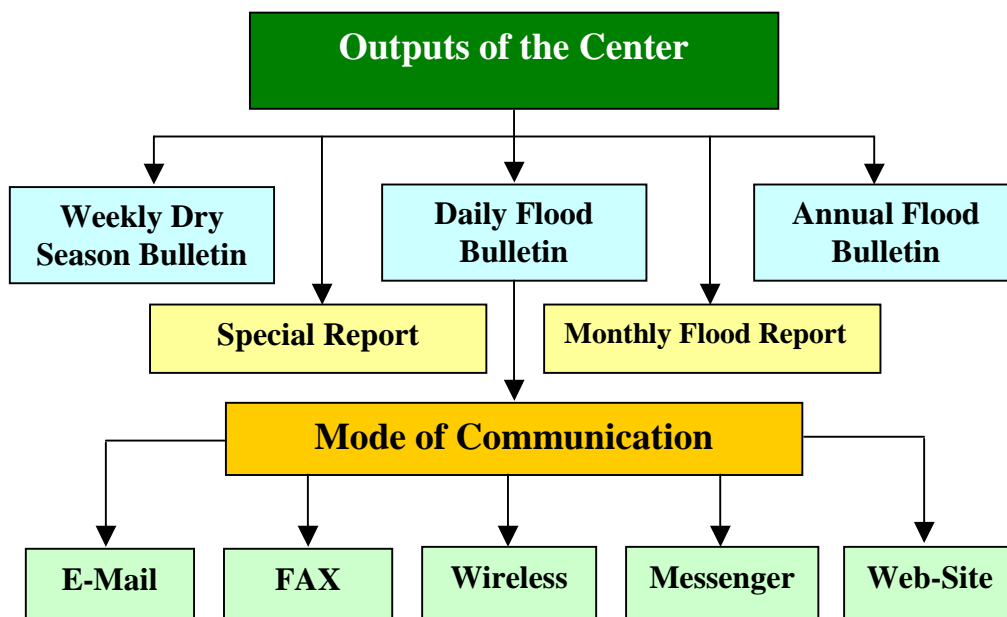 Outputs of the Center
Weekly Dry
Season Bulletin
Daily Flood
Bulletin
Annual Flood
Bulletin
Special Report
Monthly Flood Report
Mode of Communication
E-Mail
FAX
Wireless
Messenger
Web-Site